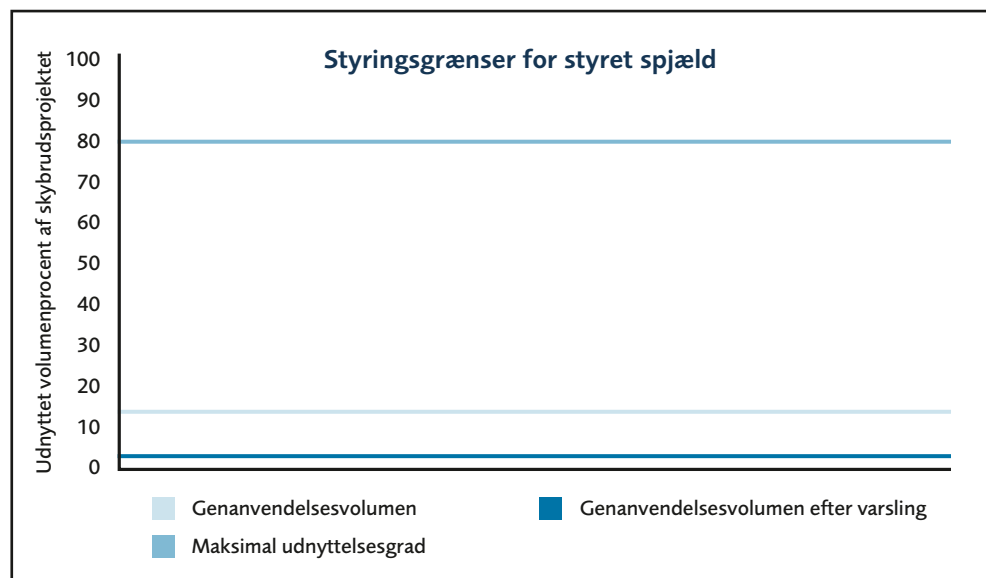 Styringsgrænser for styret spjæld
Udnyttet volumenprocent af skybrudsprojektet
100
90
80
70
60
50
40
30
20
10
0
Genanvendelsesvolumen
Genanvendelsesvolumen efter varsling
Maksimal udnyttelsesgrad